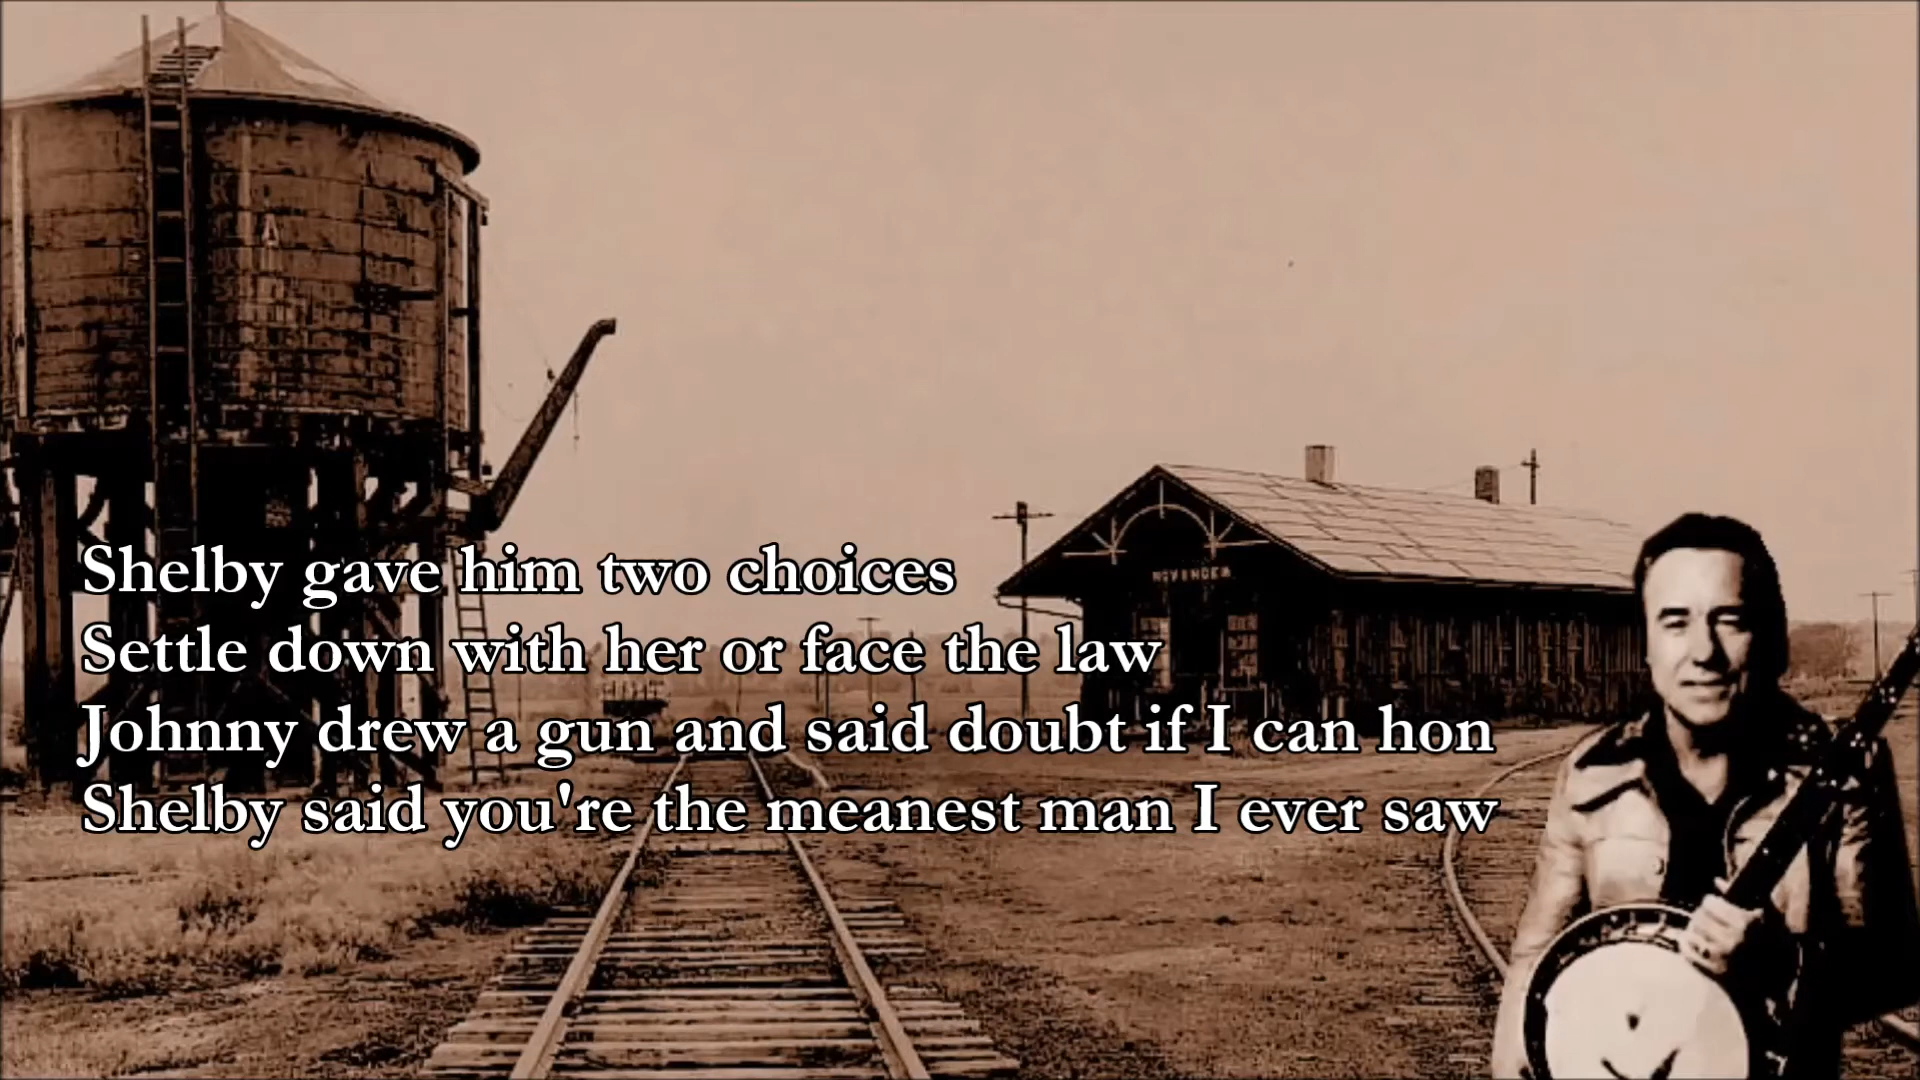 Shelby gave him two choices
Settle down with her or face the law
Johnny drew a gun and said doubt if I can hon
Shelby said you're the meanest man I ever saw